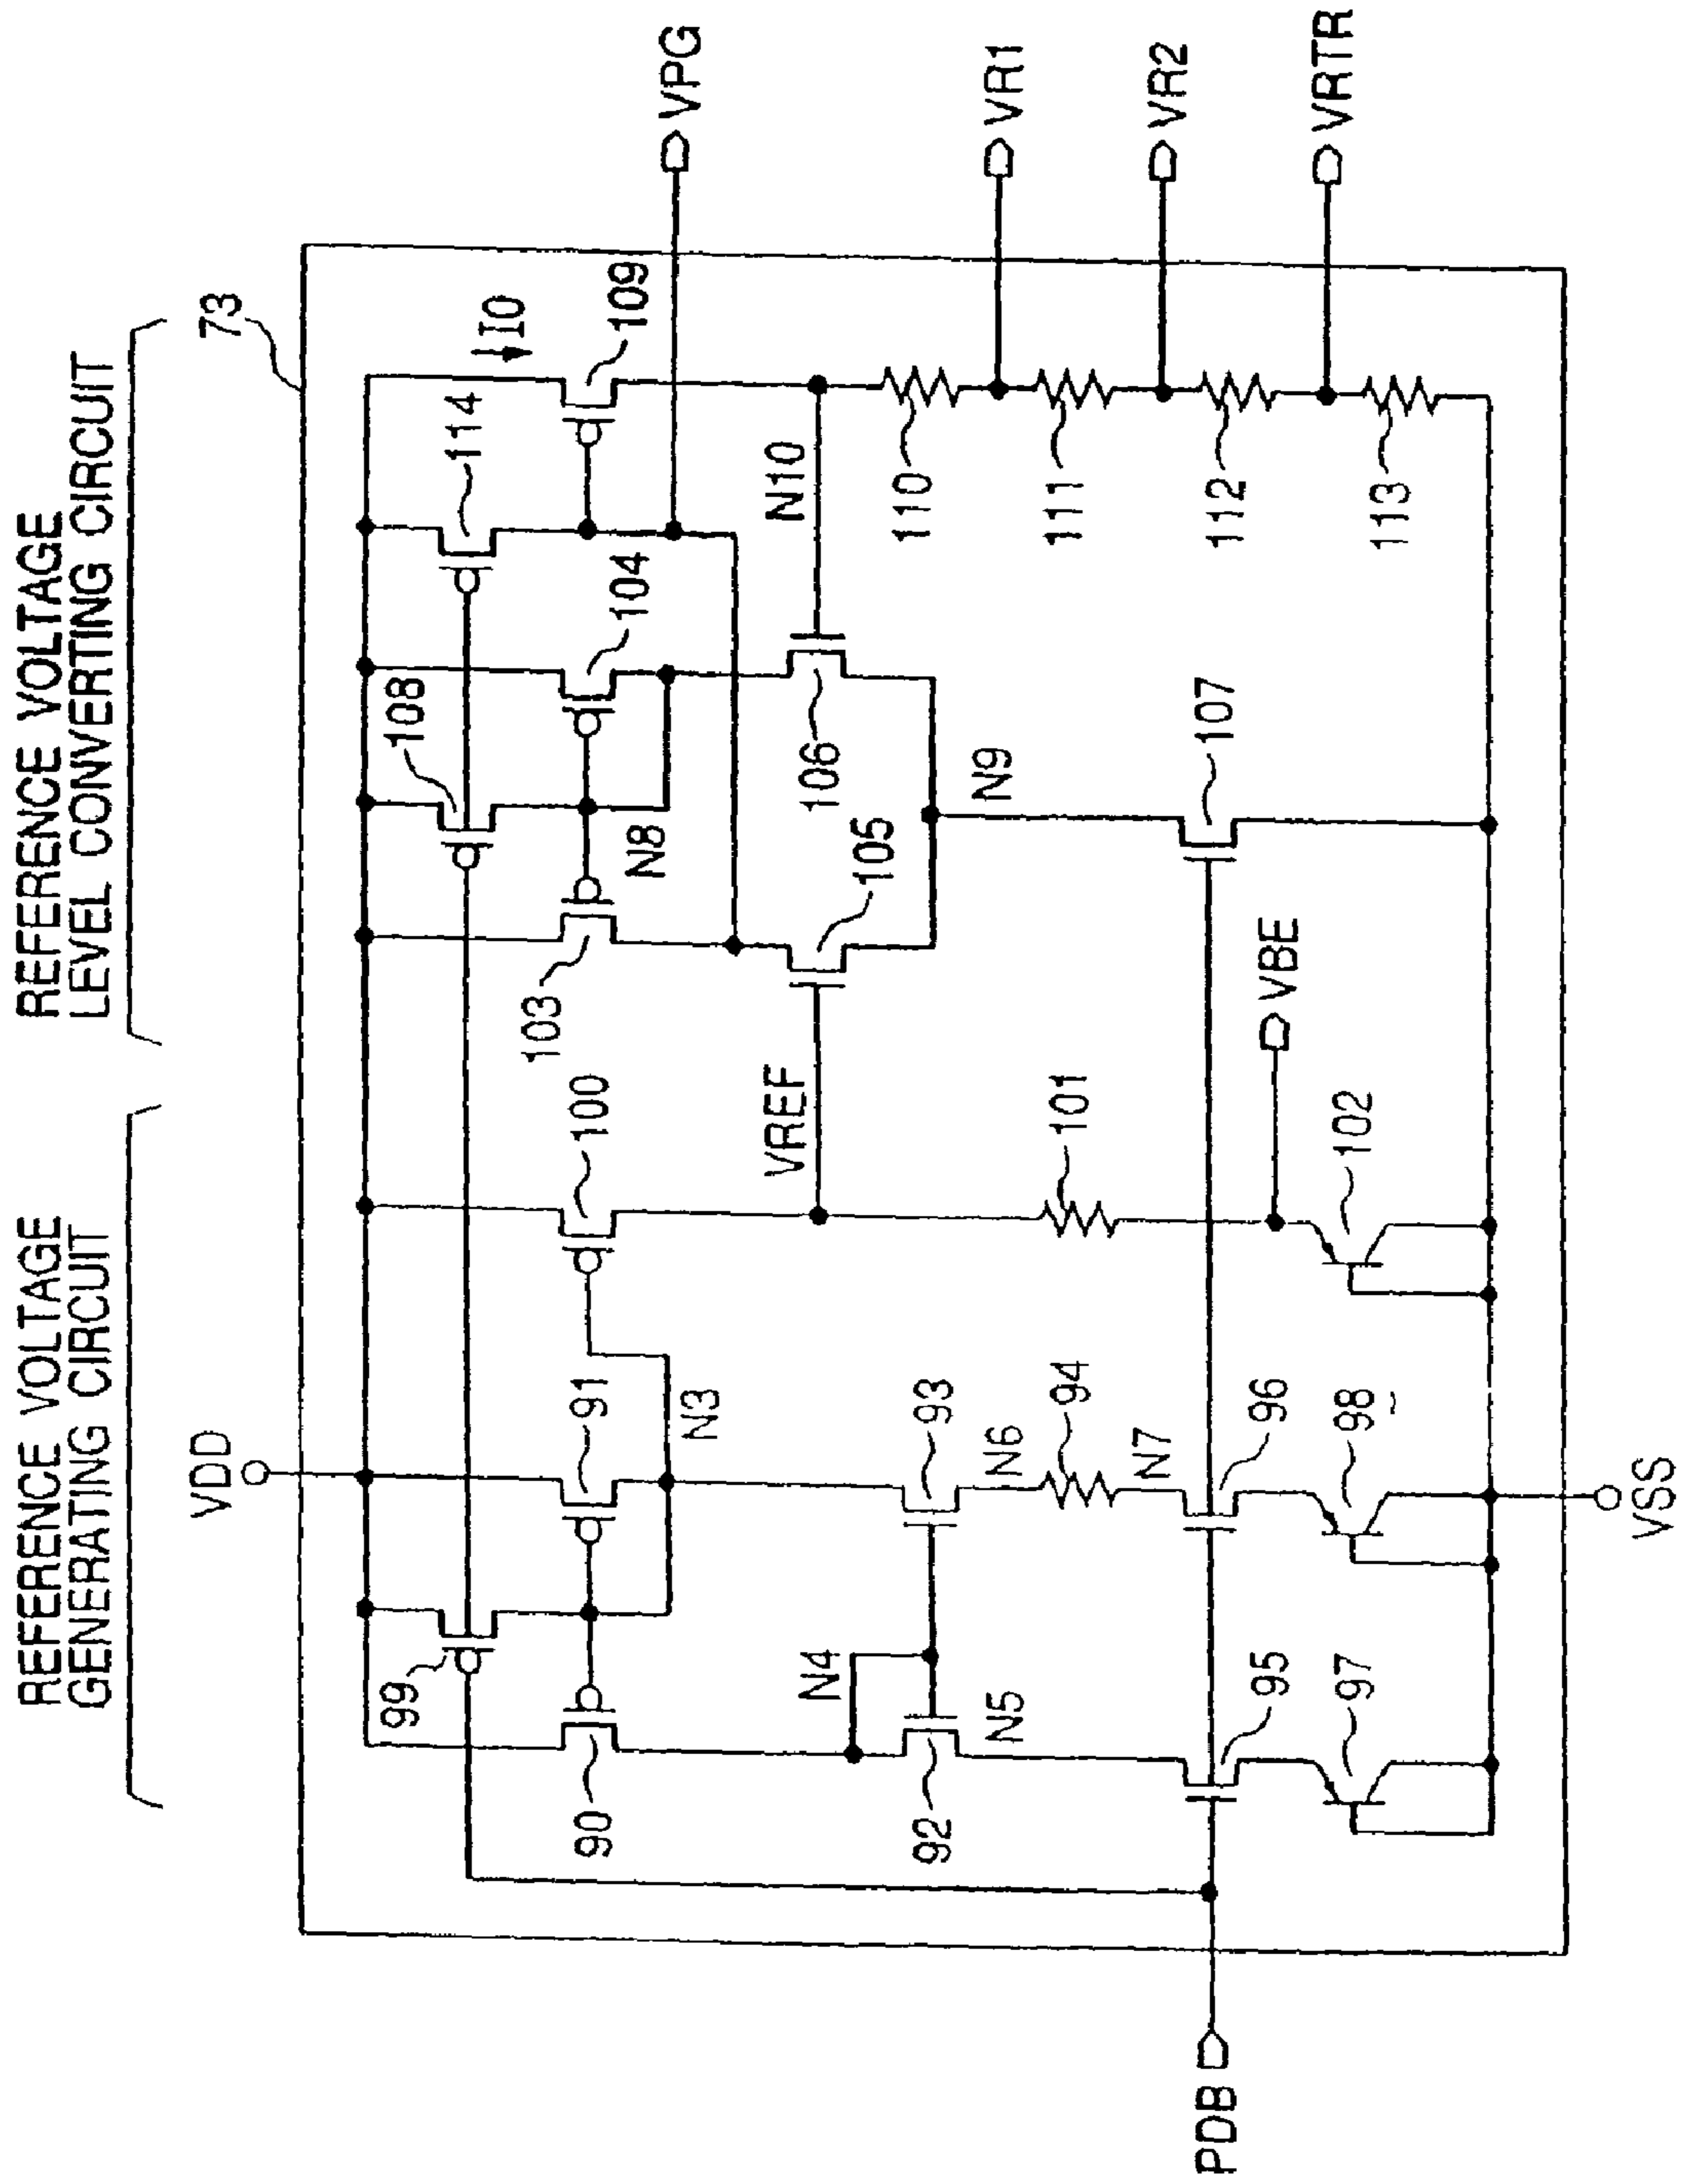 REFERENCE VOLTAGE
GENERATING CIRCUIT
REFERENCE VOLTAGE
LEVEL CONVERTING CIRCUIT
VDD
73
99
108
114
I0
90
91
100
103
104
109
N3
N8
VPG
N4
VREF
N10
92
93
105
106
110
N5
N6
N9
VR1
94
101
111
N7
PDB
95
96
107
112
VR2
VBE
97
98
102
113
VRTR
VSS